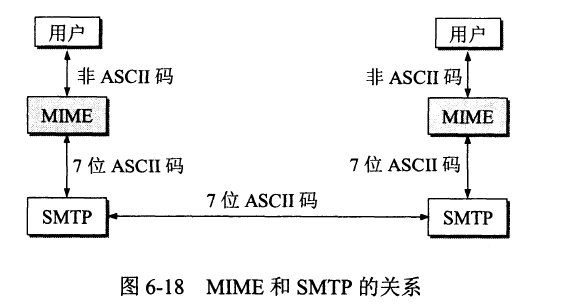 用户 用户
非 ASCII 码 非 ASCII 码
MIME MIME
7 位 ASCII 码 7 位 ASCII 码
7 位 ASCII 码
SMTP SMTP
图 6-18 MIME 和 SMTP 的关系